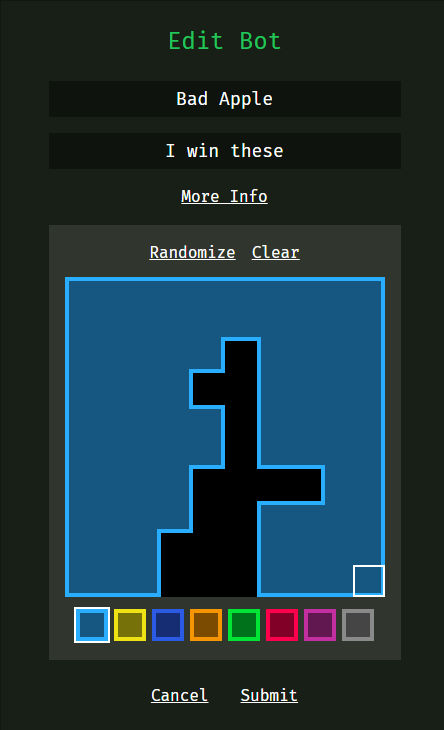 Edit Bot
Bad Apple
I win these
More Info
Randomize Clear
Cancel Submit